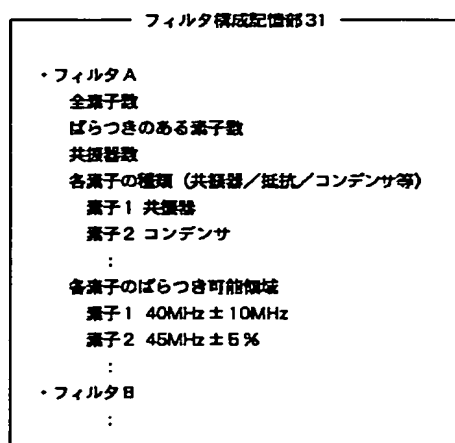 フィルタ構成記憶部31
・フィルタA
全素子数
ばらつきのある素子数
共振器数
各素子の種類（共振器／抵抗／コンデンサ等）
素子1 共振器
素子2 コンデンサ
：
各素子のばらつき可能領域
素子1 40MHz±10MHz
素子2 45MHz±5％
：
・フィルタB
：